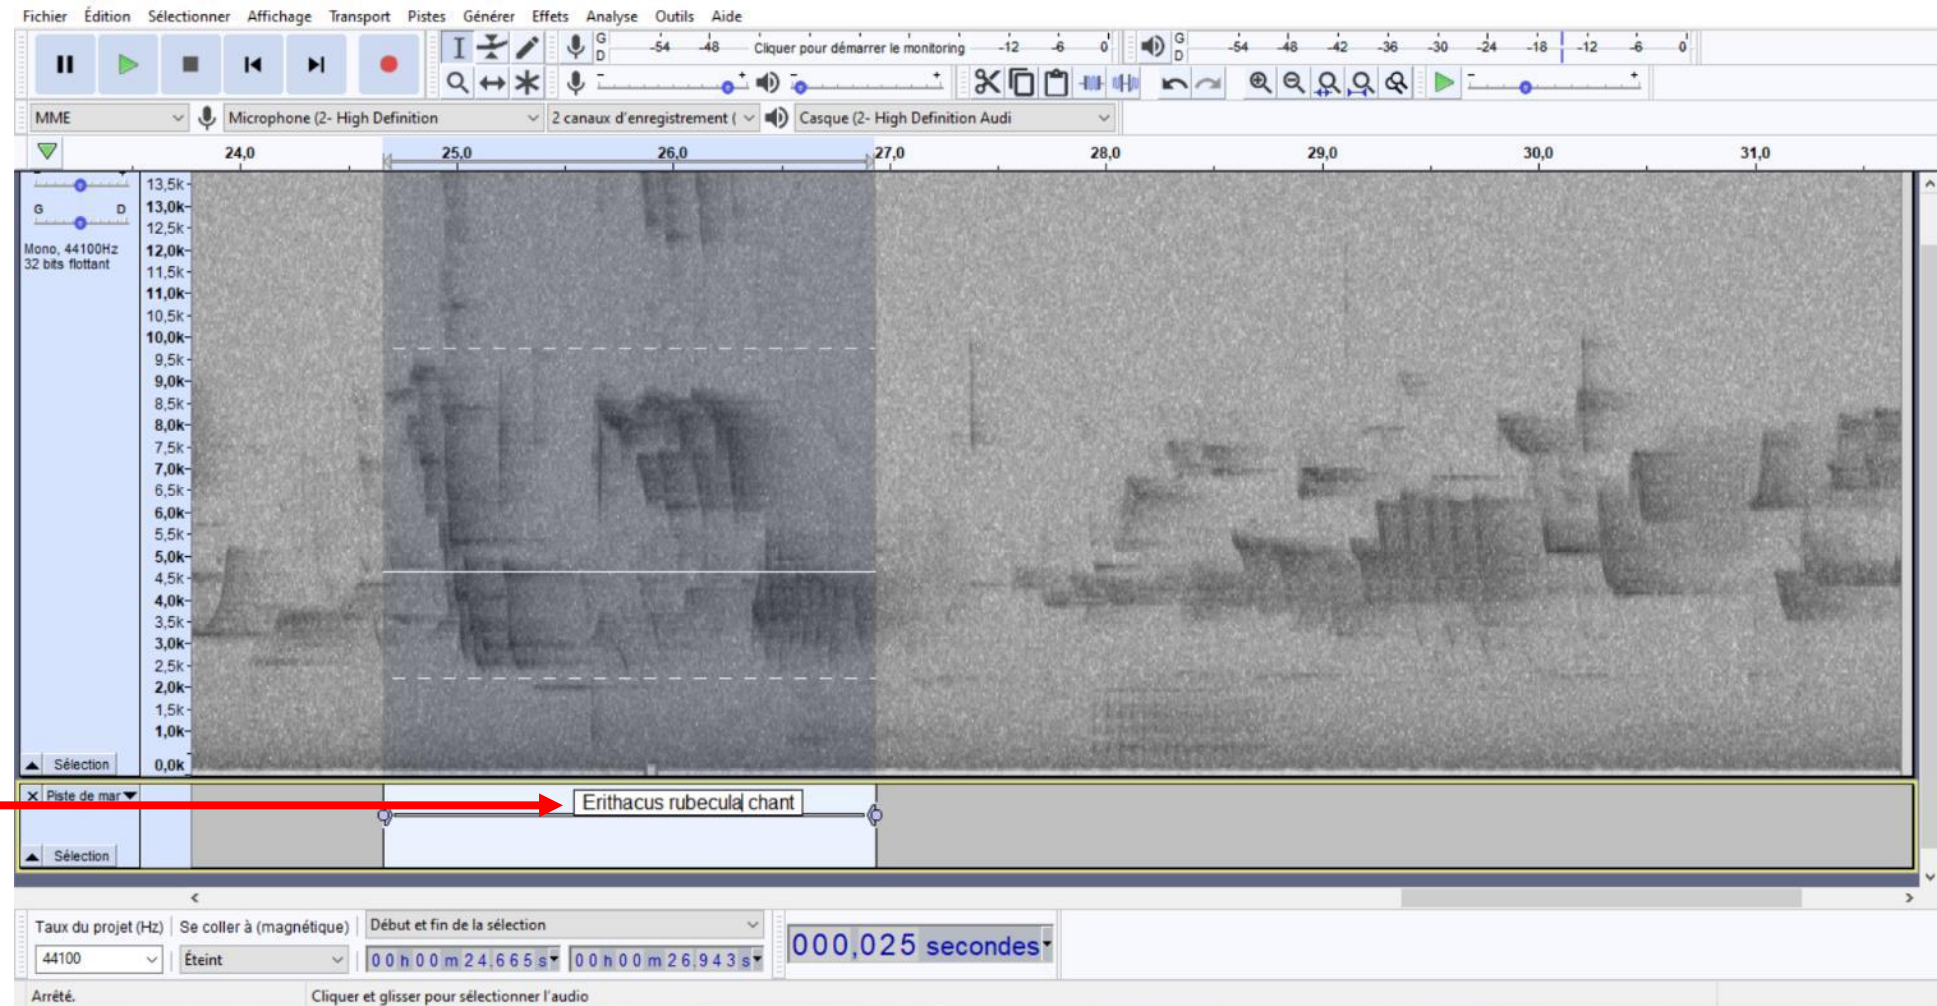 Fichier Édition Sélectionner Affichage Transport Pistes Générer Effets Analyse Outils Aide
G D -54 -48 Cliquer pour démarrer le monitoring -12 -6 0 G D -54 -48 -42 -36 -30 -24 -18 -12 -6 0
- + - + - +
MME Microphone (2- High Definition 2 canaux d'enregistrement ( Casque (2- High Definition Audi
24,0 25,0 26,0 27,0 28,0 29,0 30,0 31,0
- +
G D
Mono, 44100Hz
32 bits flottant
13,5k
13,0k
12,5k
12,0k
11,5k
11,0k
10,5k
10,0k
9,5k
9,0k
8,5k
8,0k
7,5k
7,0k
6,5k
6,0k
5,5k
5,0k
4,5k
4,0k
3,5k
3,0k
2,5k
2,0k
1,5k
1,0k
0,0k
Sélection
× Piste de mar
Erithacus rubecula chant
Sélection
Taux du projet (Hz) Se coller à (magnétique) Début et fin de la sélection
44100 Éteint 00h00m24,665s 00h00m26,943s 000,025 secondes
Arrêté. Cliquer et glisser pour sélectionner l'audio